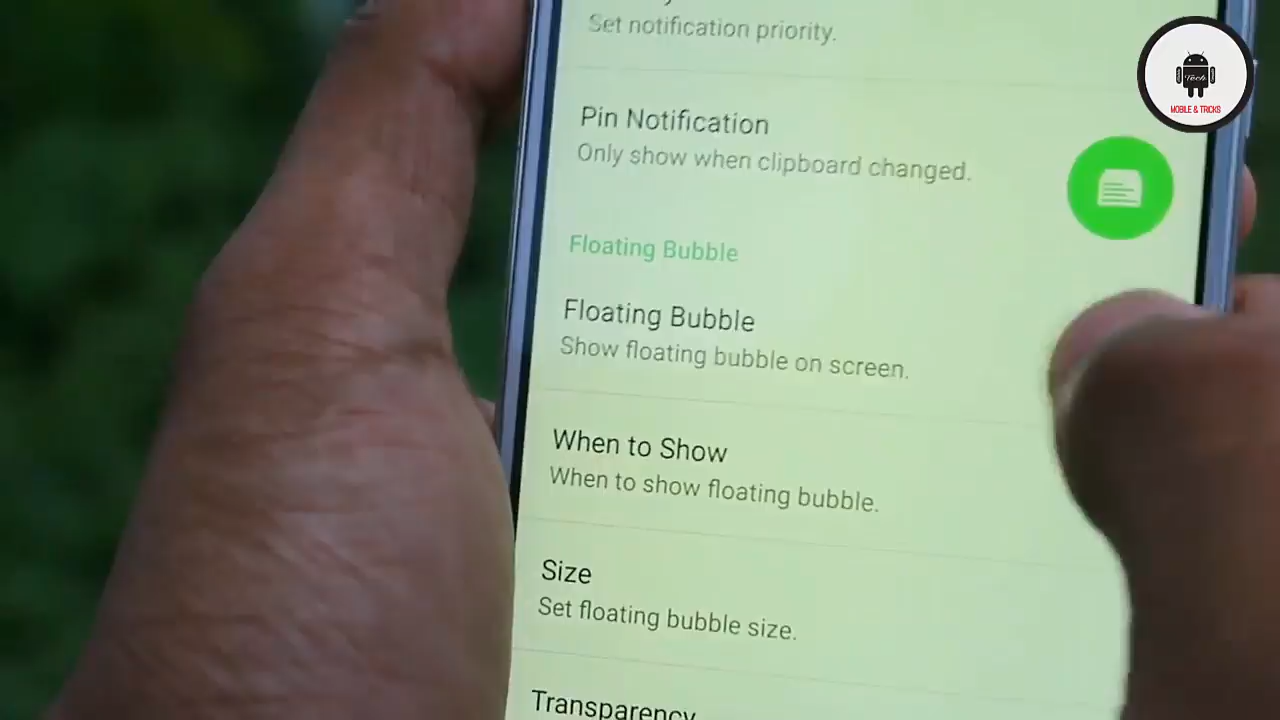 Set notification priority.
Pin Notification
Only show when clipboard changed.
Floating Bubble
Floating Bubble
Show floating bubble on screen.
When to Show
When to show floating bubble.
Size
Set floating bubble size.
Transparency
Tech
MOBILE & TRICKS